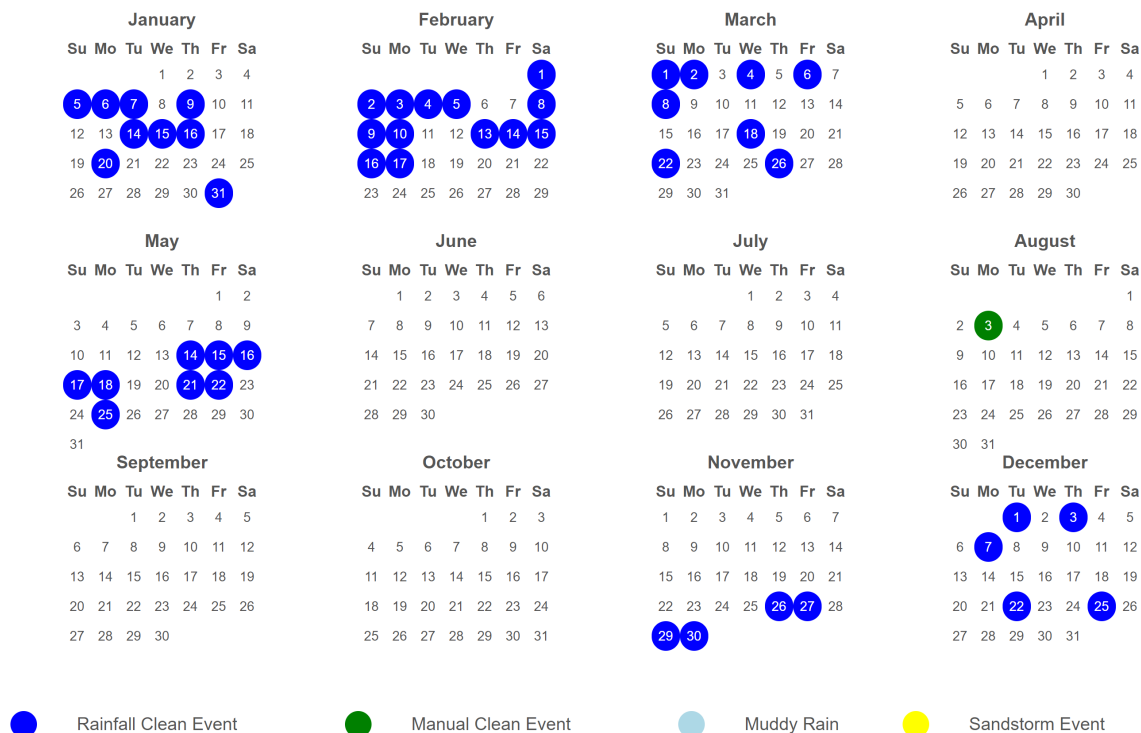 January February March April
Su Mo Tu We Th Fr Sa Su Mo Tu We Th Fr Sa Su Mo Tu We Th Fr Sa Su Mo Tu We Th Fr Sa
1 2 3 4 1 1 2 3 4 5 6 7 1 2 3 4
5 6 7 8 9 10 11 2 3 4 5 6 7 8 8 9 10 11 12 13 14 5 6 7 8 9 10 11
12 13 14 15 16 17 18 9 10 11 12 13 14 15 15 16 17 18 19 20 21 12 13 14 15 16 17 18
19 20 21 22 23 24 25 16 17 18 19 20 21 22 22 23 24 25 26 27 28 19 20 21 22 23 24 25
26 27 28 29 30 31 23 24 25 26 27 28 29 29 30 31 26 27 28 29 30
May June July August
Su Mo Tu We Th Fr Sa Su Mo Tu We Th Fr Sa Su Mo Tu We Th Fr Sa Su Mo Tu We Th Fr Sa
1 2 1 2 3 4 5 6 1 2 3 4 1
3 4 5 6 7 8 9 7 8 9 10 11 12 13 5 6 7 8 9 10 11 2 3 4 5 6 7 8
10 11 12 13 14 15 16 14 15 16 17 18 19 20 12 13 14 15 16 17 18 9 10 11 12 13 14 15
17 18 19 20 21 22 23 21 22 23 24 25 26 27 19 20 21 22 23 24 25 16 17 18 19 20 21 22
24 25 26 27 28 29 30 28 29 30 26 27 28 29 30 31 23 24 25 26 27 28 29
31 30 31
September October November December
Su Mo Tu We Th Fr Sa Su Mo Tu We Th Fr Sa Su Mo Tu We Th Fr Sa Su Mo Tu We Th Fr Sa
1 2 3 4 5 1 2 3 1 2 3 4 5 6 7 1 2 3 4 5
6 7 8 9 10 11 12 4 5 6 7 8 9 10 8 9 10 11 12 13 14 6 7 8 9 10 11 12
13 14 15 16 17 18 19 11 12 13 14 15 16 17 15 16 17 18 19 20 21 13 14 15 16 17 18 19
20 21 22 23 24 25 26 18 19 20 21 22 23 24 22 23 24 25 26 27 28 20 21 22 23 24 25 26
27 28 29 30 25 26 27 28 29 30 31 29 30 27 28 29 30 31
Rainfall Clean Event Manual Clean Event Muddy Rain Sandstorm Event